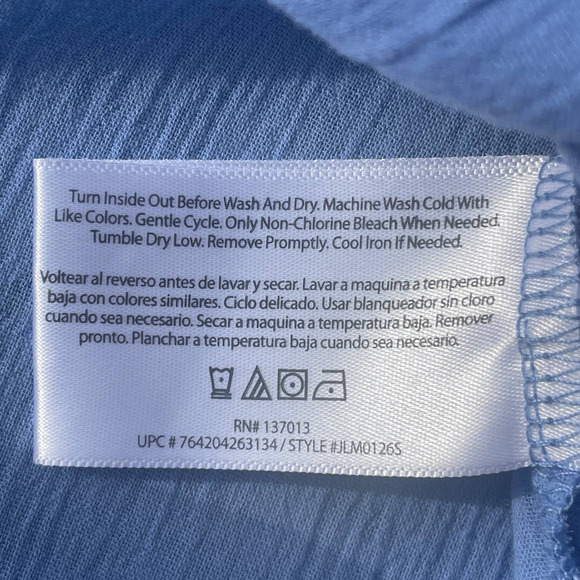 Turn Inside Out Before Wash And Dry. Machine Wash Cold With
Like Colors. Gentle Cycle. Only Non-Chlorine Bleach When Needed.
Tumble Dry Low. Remove Promptly. Cool Iron If Needed.
Voltear al reverso antes de lavar y secar. Lavar a maquina a temperatura
baja con colores similares. Ciclo delicado. Usar blanqueador sin cloro
cuando sea necesario. Secar a maquina a temperatura baja. Remover
pronto. Planchar a temperatura baja cuando sea necesario.
RN# 137013
UPC # 764204263134 / STYLE #JLM0126S